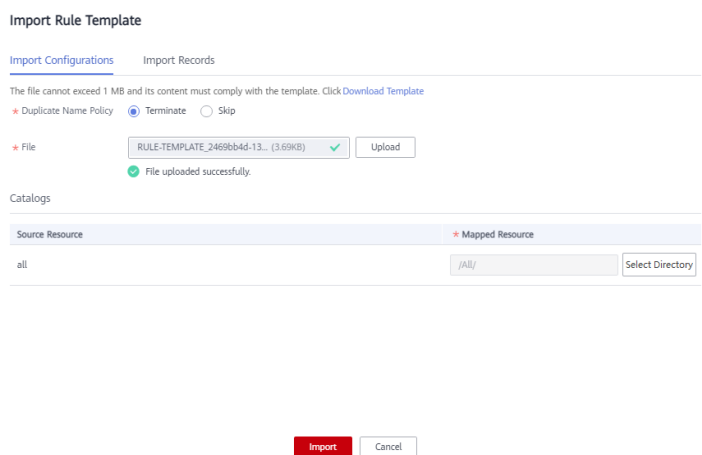 Import Rule Template
Import Configurations Import Records
The file cannot exceed 1 MB and its content must comply with the template. Click Download Template
* Duplicate Name Policy Terminate Skip
* File RULE-TEMPLATE_2469bb4d-13... (3.69KB) Upload
File uploaded successfully.
Catalogs
Source Resource * Mapped Resource
all /All/ Select Directory
Import Cancel